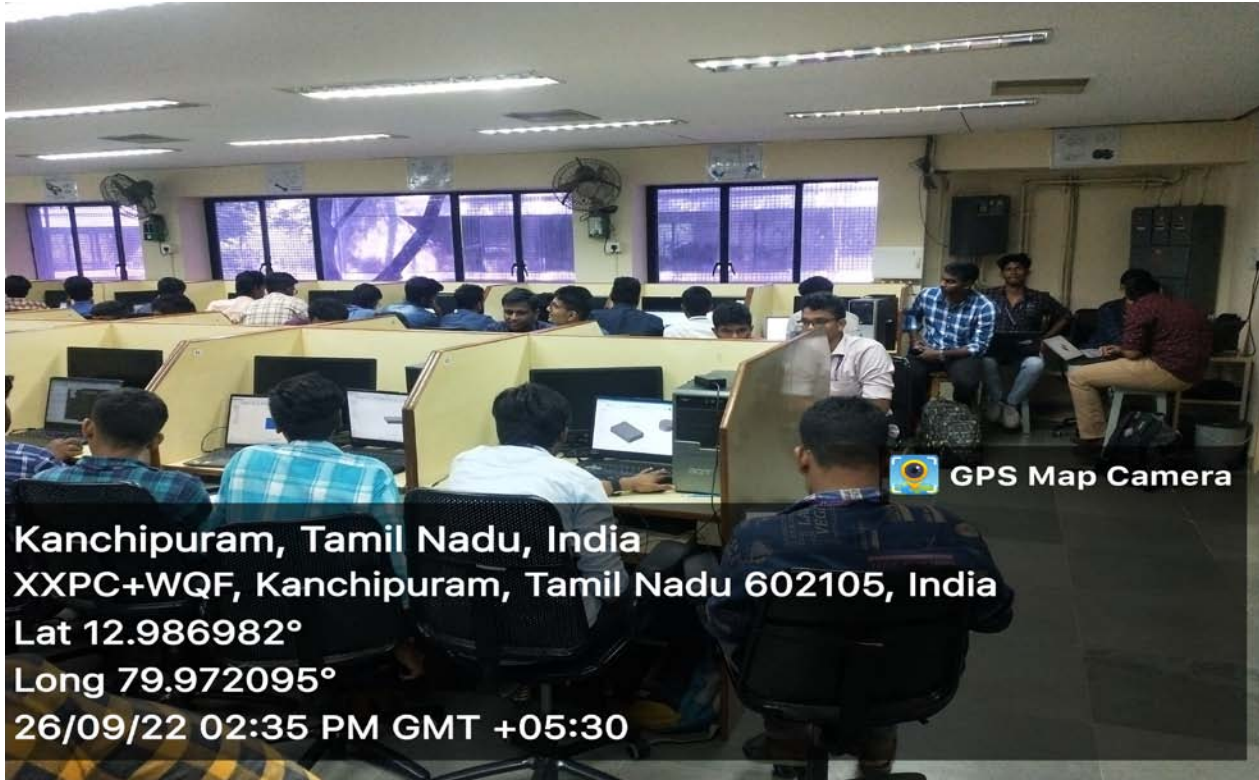 GPS Map Camera
Kanchipuram, Tamil Nadu, India
XXPC+WQF, Kanchipuram, Tamil Nadu 602105, India
Lat 12.986982°
Long 79.972095°
26/09/22 02:35 PM GMT +05:30